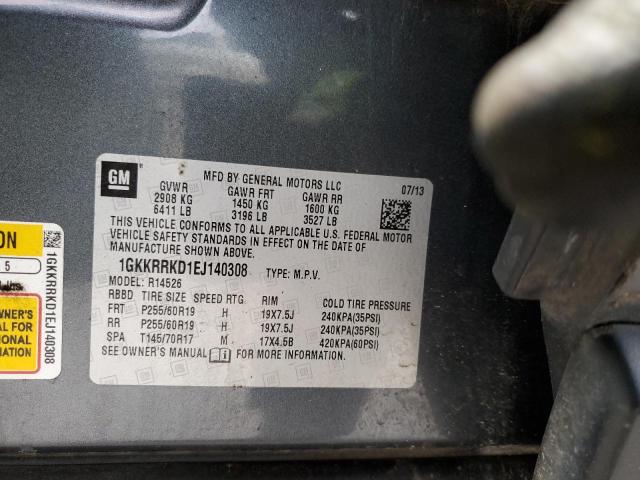 GM
MFD BY GENERAL MOTORS LLC
07/13
GVWR GAWR FRT GAWR RR
2908 KG 1450 KG 1600 KG
6411 LB 3196 LB 3527 LB
THIS VEHICLE CONFORMS TO ALL APPLICABLE U.S. FEDERAL MOTOR
VEHICLE SAFETY STANDARDS IN EFFECT ON THE DATE OF
MANUFACTURE SHOWN ABOVE.
1GKKRRKD1EJ140308 TYPE: M.P.V.
MODEL: R14526
RBBD TIRE SIZE SPEED RTG RIM COLD TIRE PRESSURE
FRT P255/60R19 H 19X7.5J 240KPA(35PSI)
RR P255/60R19 H 19X7.5J 240KPA(35PSI)
SPA T145/70R17 M 17X4.5B 420KPA(60PSI)
SEE OWNER'S MANUAL FOR MORE INFORMATION.
ON
5
WNER'S
L FOR
ONAL
ATION
1GKKRRKD1EJ140308